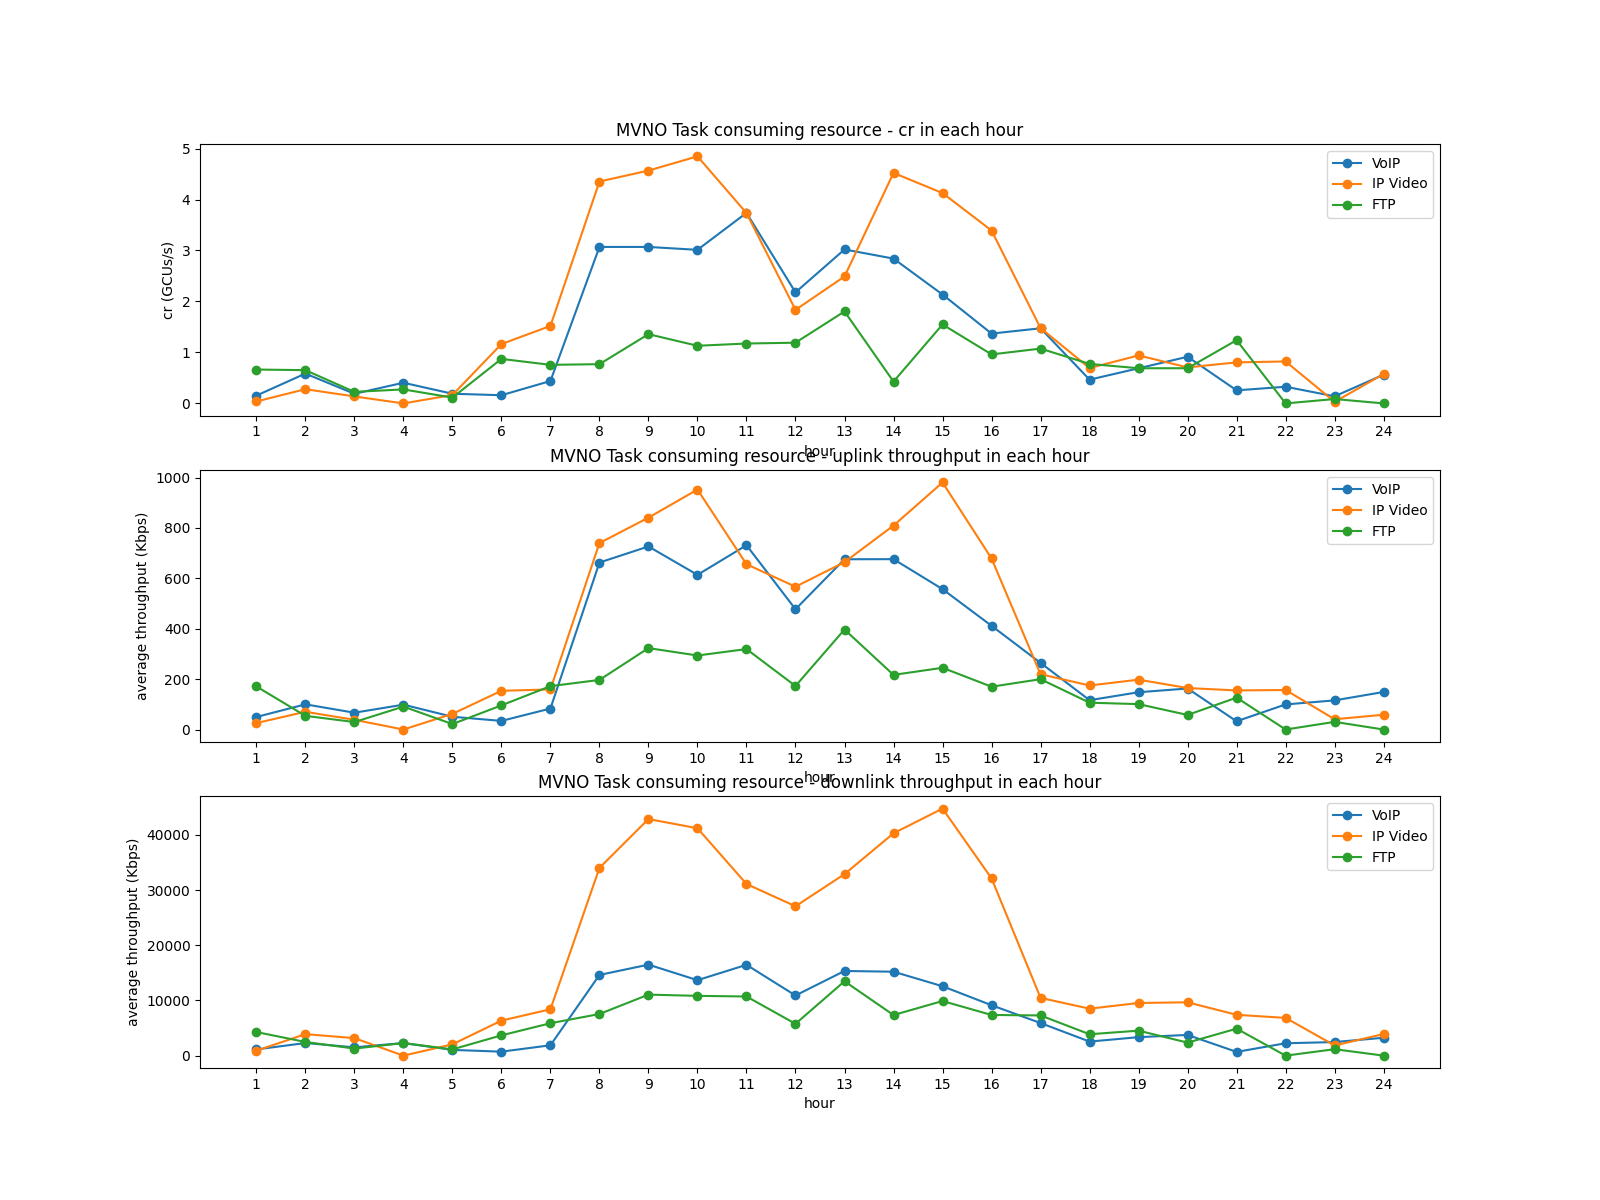 MVNO Task consuming resource - cr in each hour
cr (GCUs/s)
5
4
3
2
1
0
VoIP
IP Video
FTP
1 2 3 4 5 6 7 8 9 10 11 12 13 14 15 16 17 18 19 20 21 22 23 24
hour
MVNO Task consuming resource - uplink throughput in each hour
average throughput (Kbps)
1000
800
600
400
200
0
VoIP
IP Video
FTP
1 2 3 4 5 6 7 8 9 10 11 12 13 14 15 16 17 18 19 20 21 22 23 24
hour
MVNO Task consuming resource - downlink throughput in each hour
average throughput (Kbps)
40000
30000
20000
10000
0
VoIP
IP Video
FTP
1 2 3 4 5 6 7 8 9 10 11 12 13 14 15 16 17 18 19 20 21 22 23 24
hour